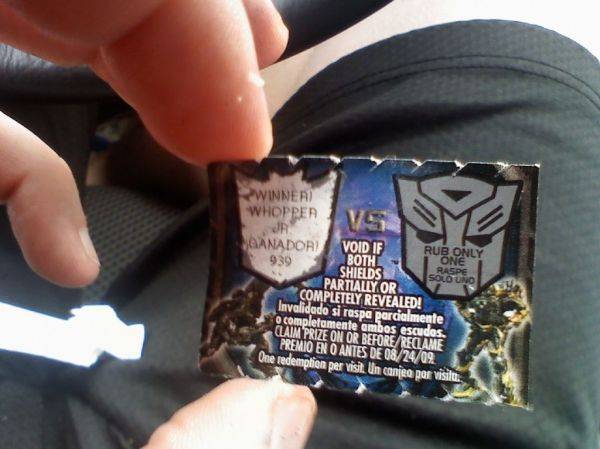 WINNER!
WHOPPER
JR.
¡GANADOR!
939
VS
RUB ONLY
ONE
RASPE
SOLO UNO
VOID IF
BOTH
SHIELDS
PARTIALLY OR
COMPLETELY REVEALED!
Invalidado si raspa parcialmente
o completamente ambos escudos.
CLAIM PRIZE ON OR BEFORE/RECLAME
PREMIO EN O ANTES DE 08/24/09.
One redemption per visit. Un canjeo por visita.